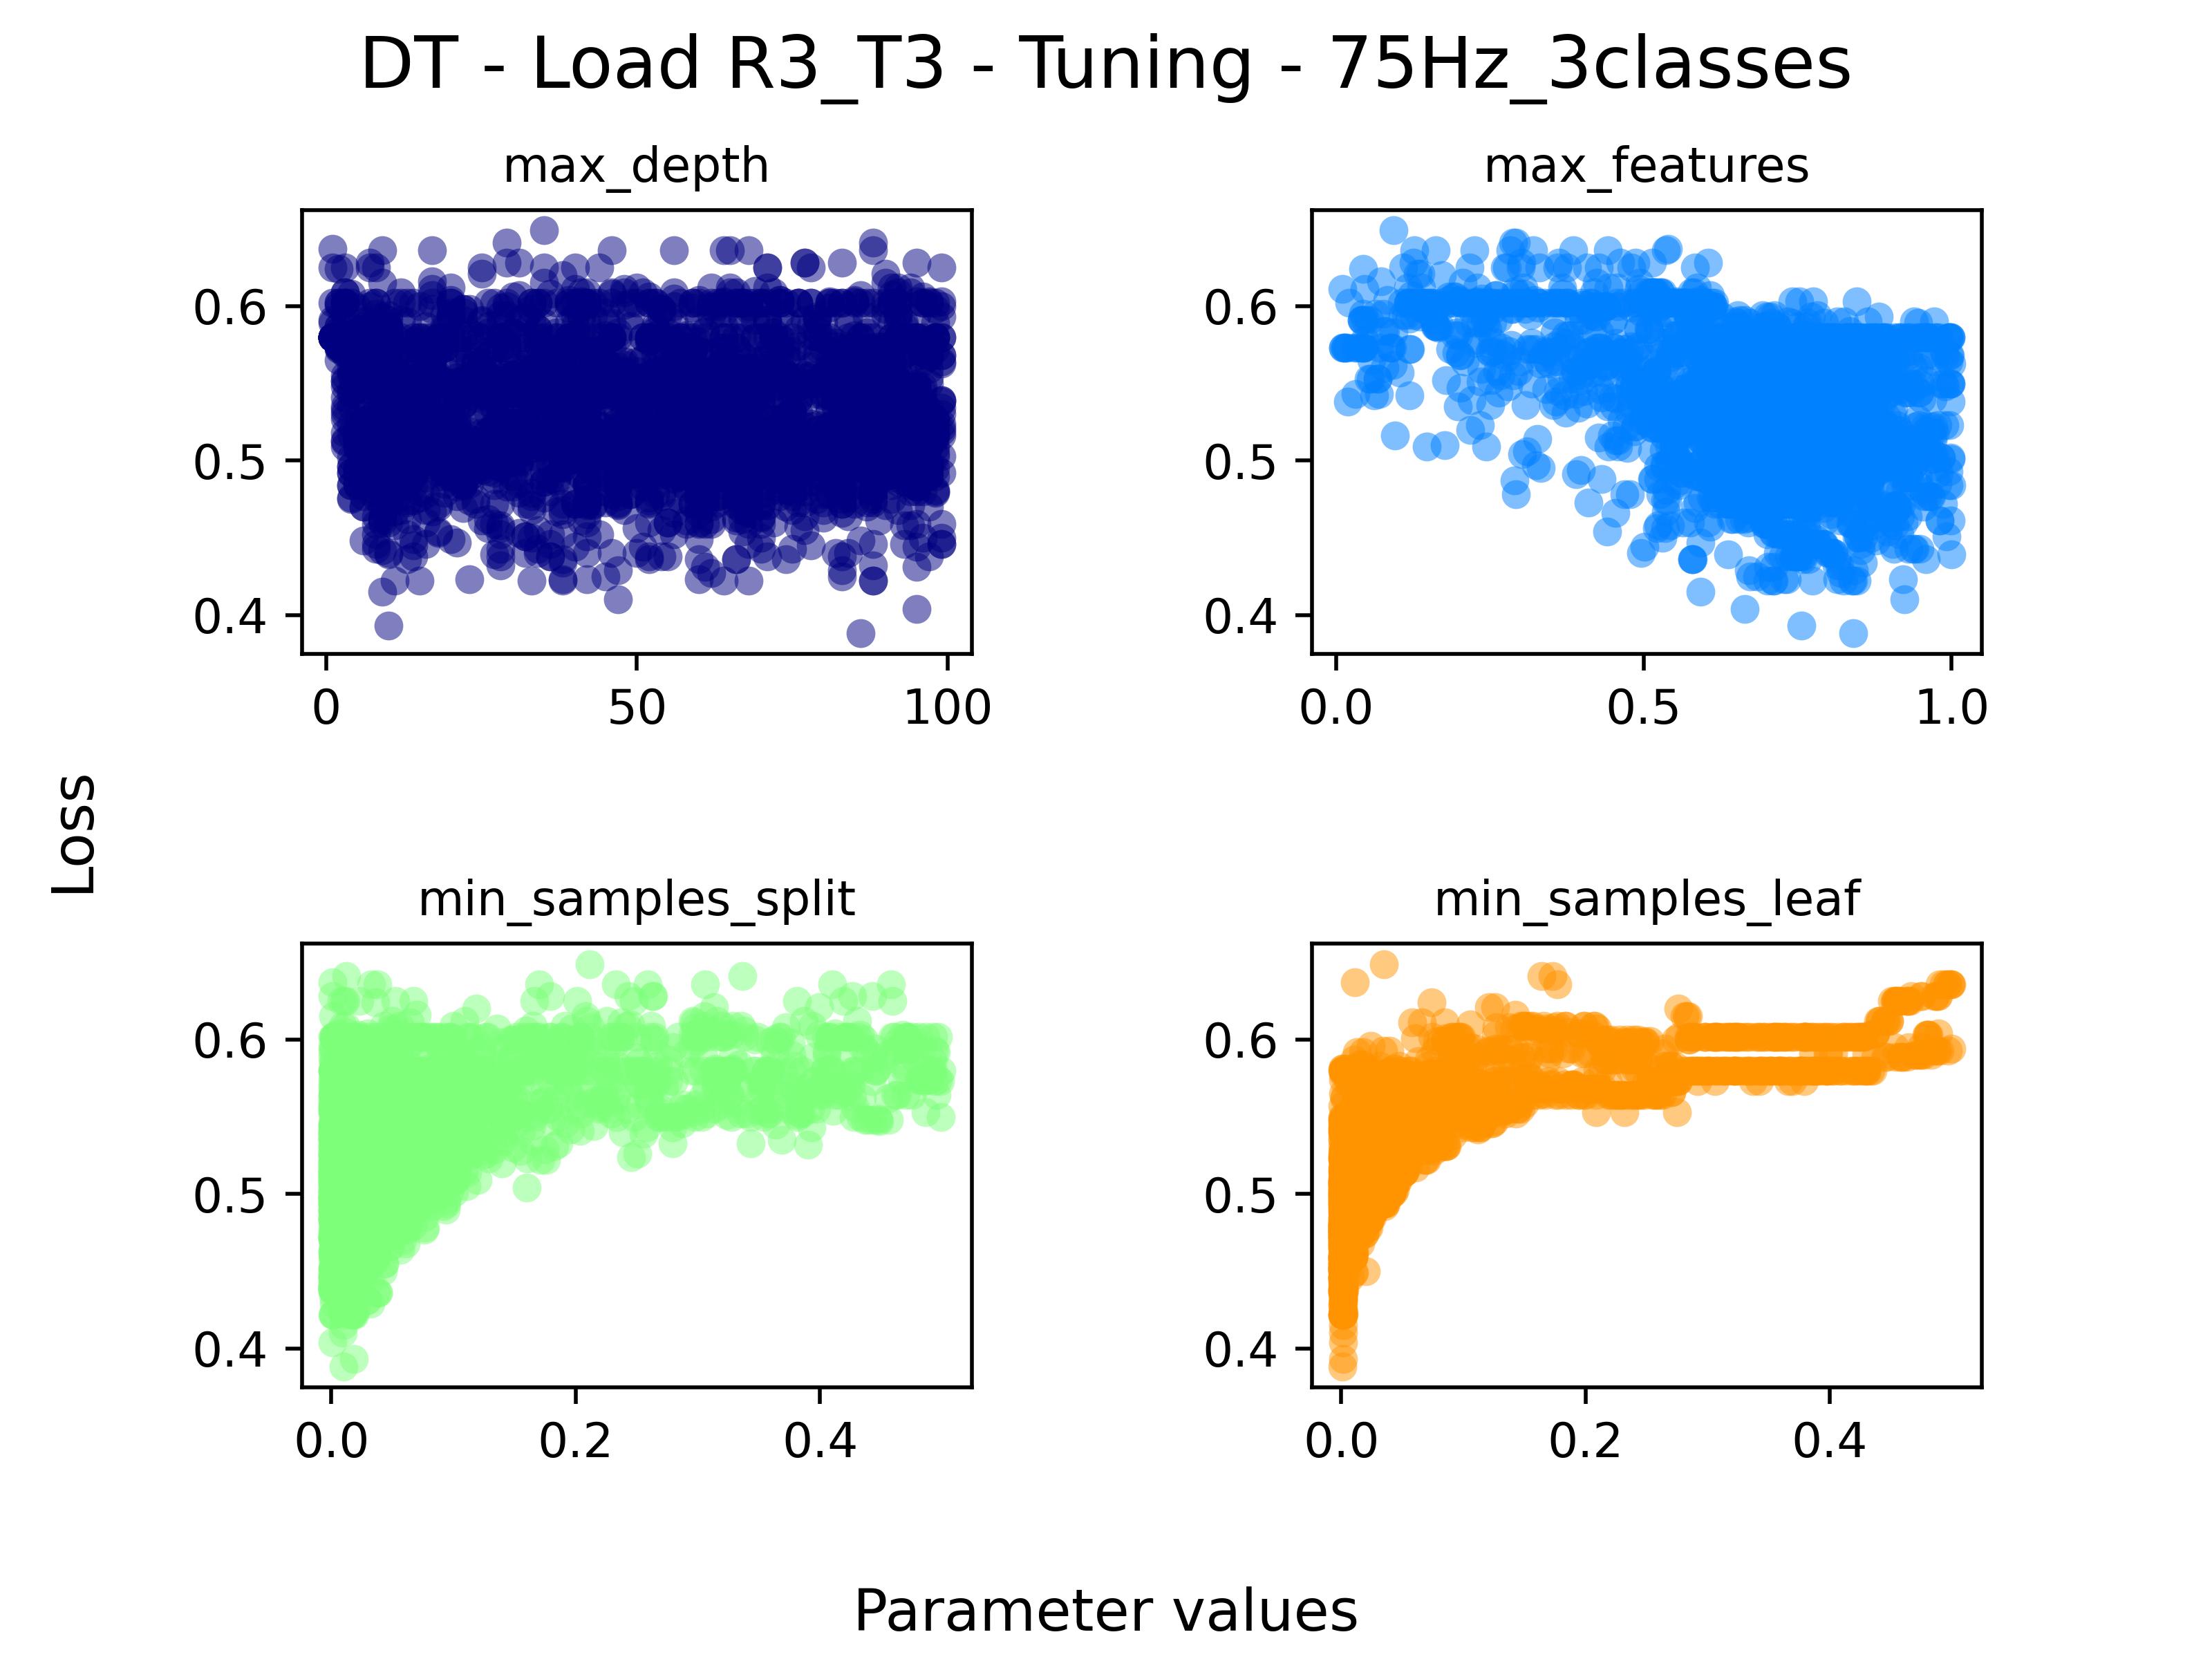 DT - Load R3_T3 - Tuning - 75Hz_3classes
max_depth
max_features
0.6
0.5
0.4
0 50 100
0.6
0.5
0.4
0.0 0.5 1.0
Loss
min_samples_split
min_samples_leaf
0.6
0.5
0.4
0.0 0.2 0.4
0.6
0.5
0.4
0.0 0.2 0.4
Parameter values